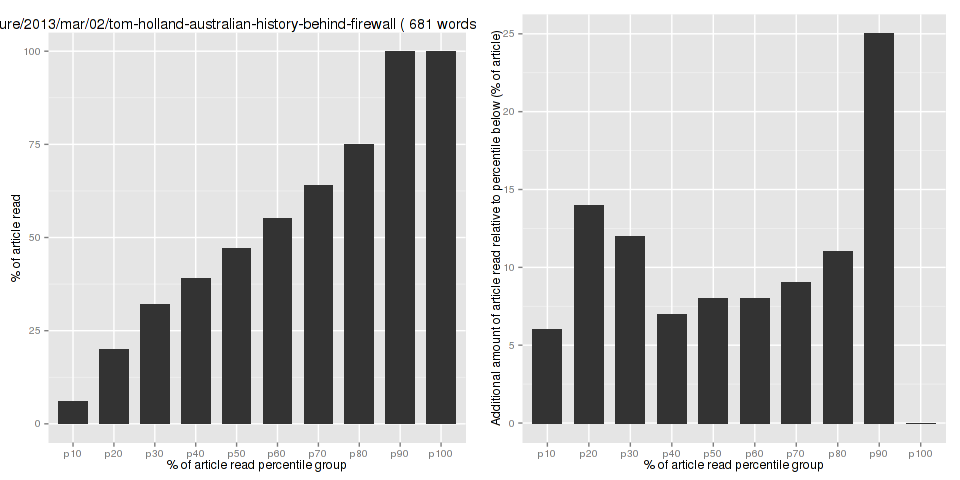 ure/2013/mar/02/tom-holland-australian-history-behind-firewall ( 681 words
% of article read
100
75
50
25
0
p10 p20 p30 p40 p50 p60 p70 p80 p90 p100
% of article read percentile group
Additional amount of article read relative to percentile below (% of article)
25
20
15
10
5
0
p10 p20 p30 p40 p50 p60 p70 p80 p90 p100
% of article read percentile group